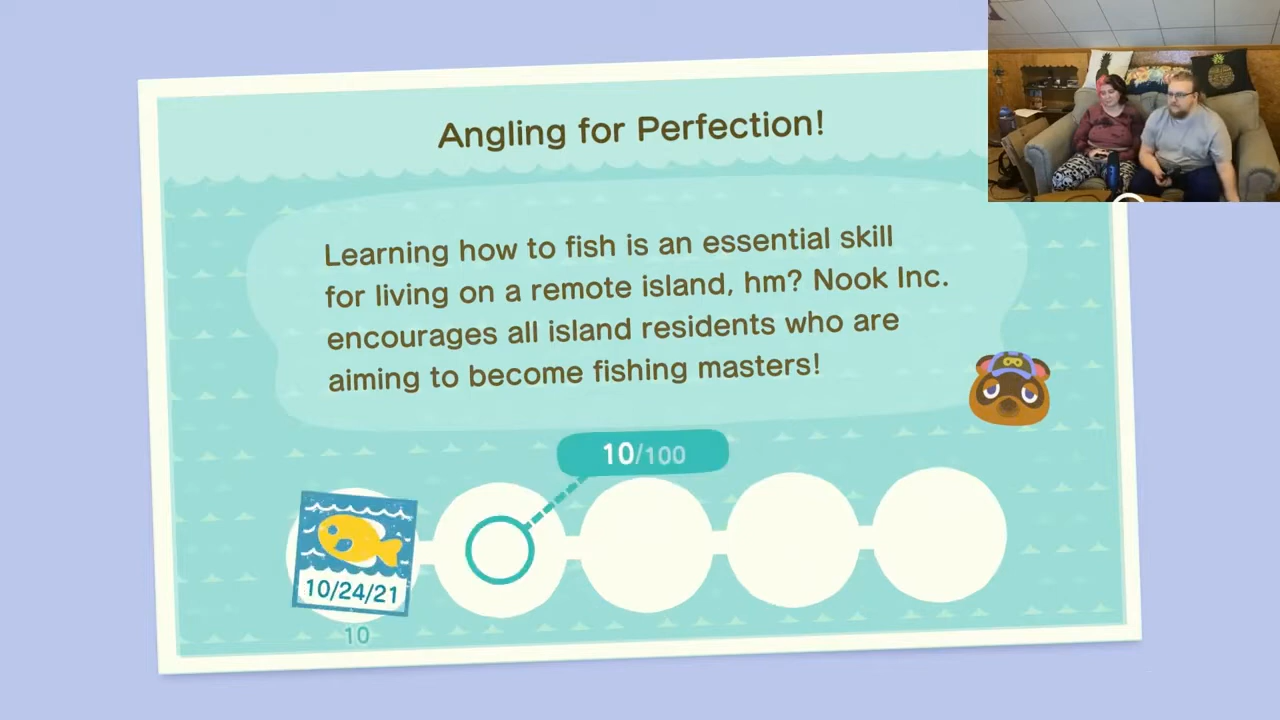 Angling for Perfection!
Learning how to fish is an essential skill
for living on a remote island, hm? Nook Inc.
encourages all island residents who are
aiming to become fishing masters!
10/100
10/24/21
10